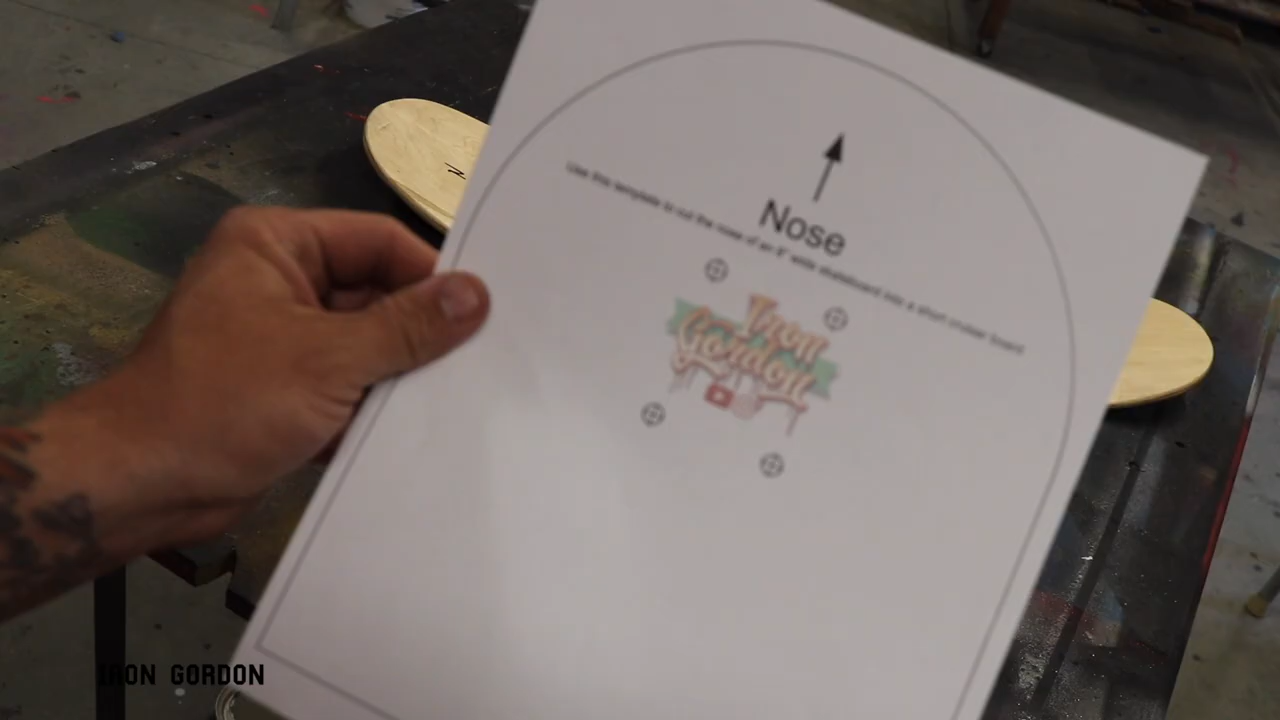 Nose
Use this template to cut the nose of an 8" wide skateboard into a short cruiser board
Iron
Gordon
IRON GORDON